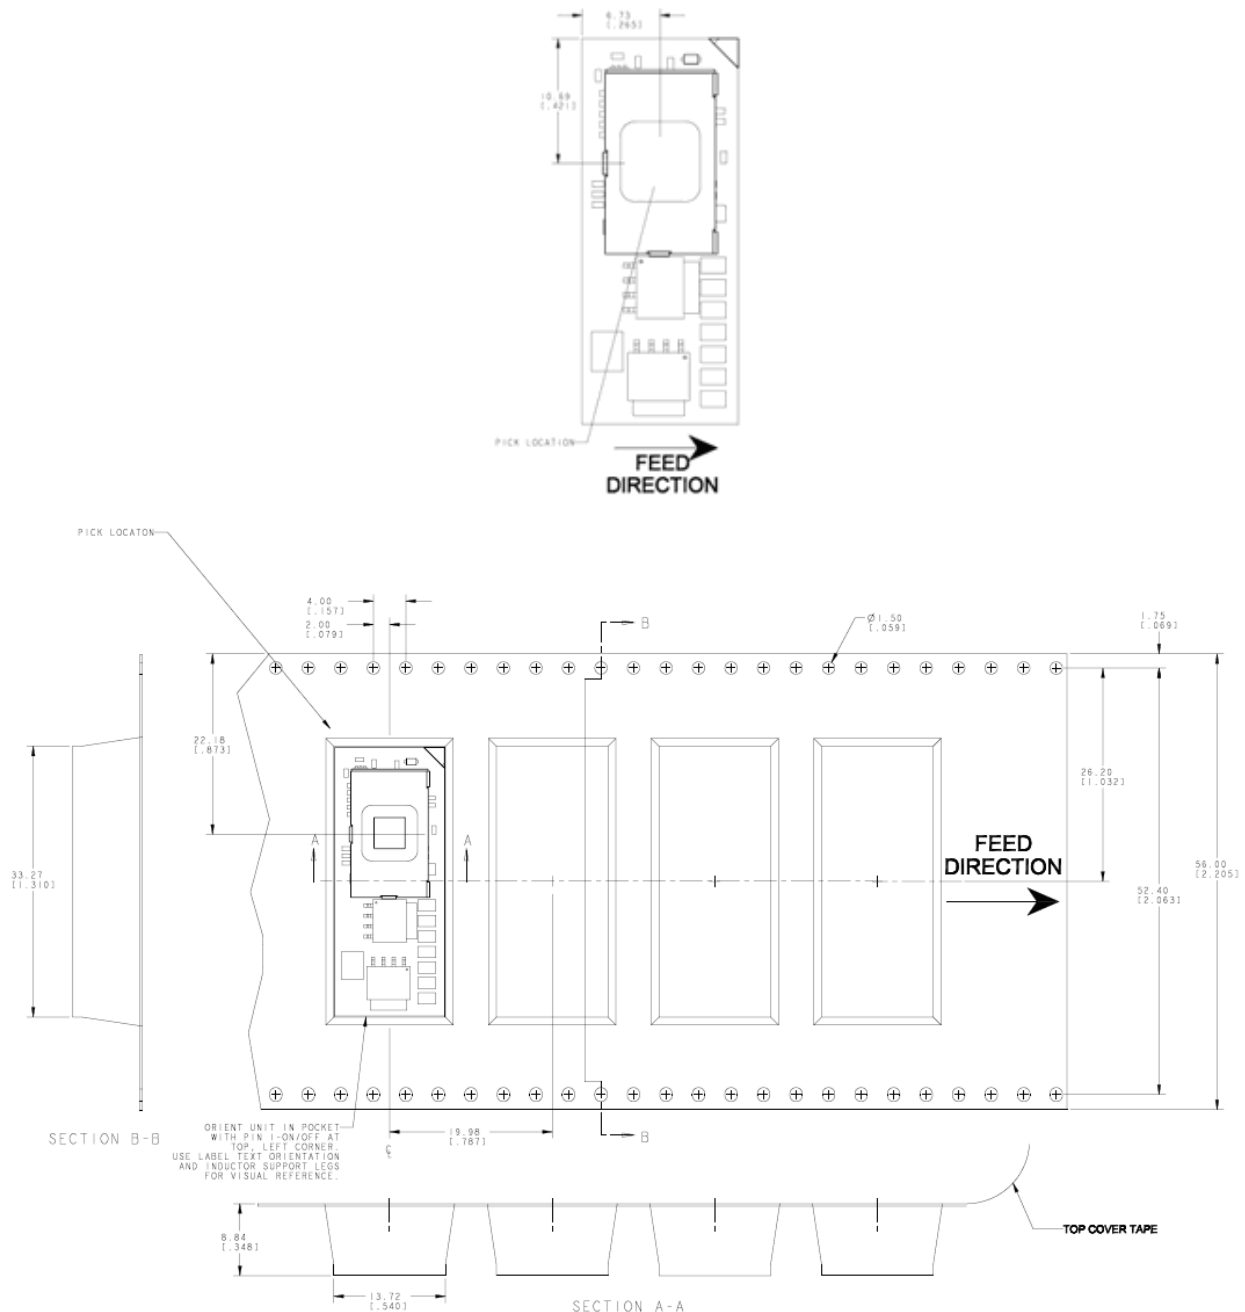 6.73
[.265]
10.69
[.421]
PICK LOCATION
FEED
DIRECTION
PICK LOCATON
4.00
[.157]
2.00
[.079]
Ø1.50
[.059]
B
1.75
[.069]
22.18
[.873]
26.20
[1.032]
A
A
FEED
DIRECTION
33.27
[1.310]
56.00
[2.205]
52.40
[2.063]
SECTION B-B
ORIENT UNIT IN POCKET
WITH PIN 1-ON/OFF AT
TOP, LEFT CORNER.
USE LABEL TEXT ORIENTATION
AND INDUCTOR SUPPORT LEGS
FOR VISUAL REFERENCE.
19.98
[.787]
B
8.84
[.348]
TOP COVER TAPE
13.72
[.540]
SECTION A-A